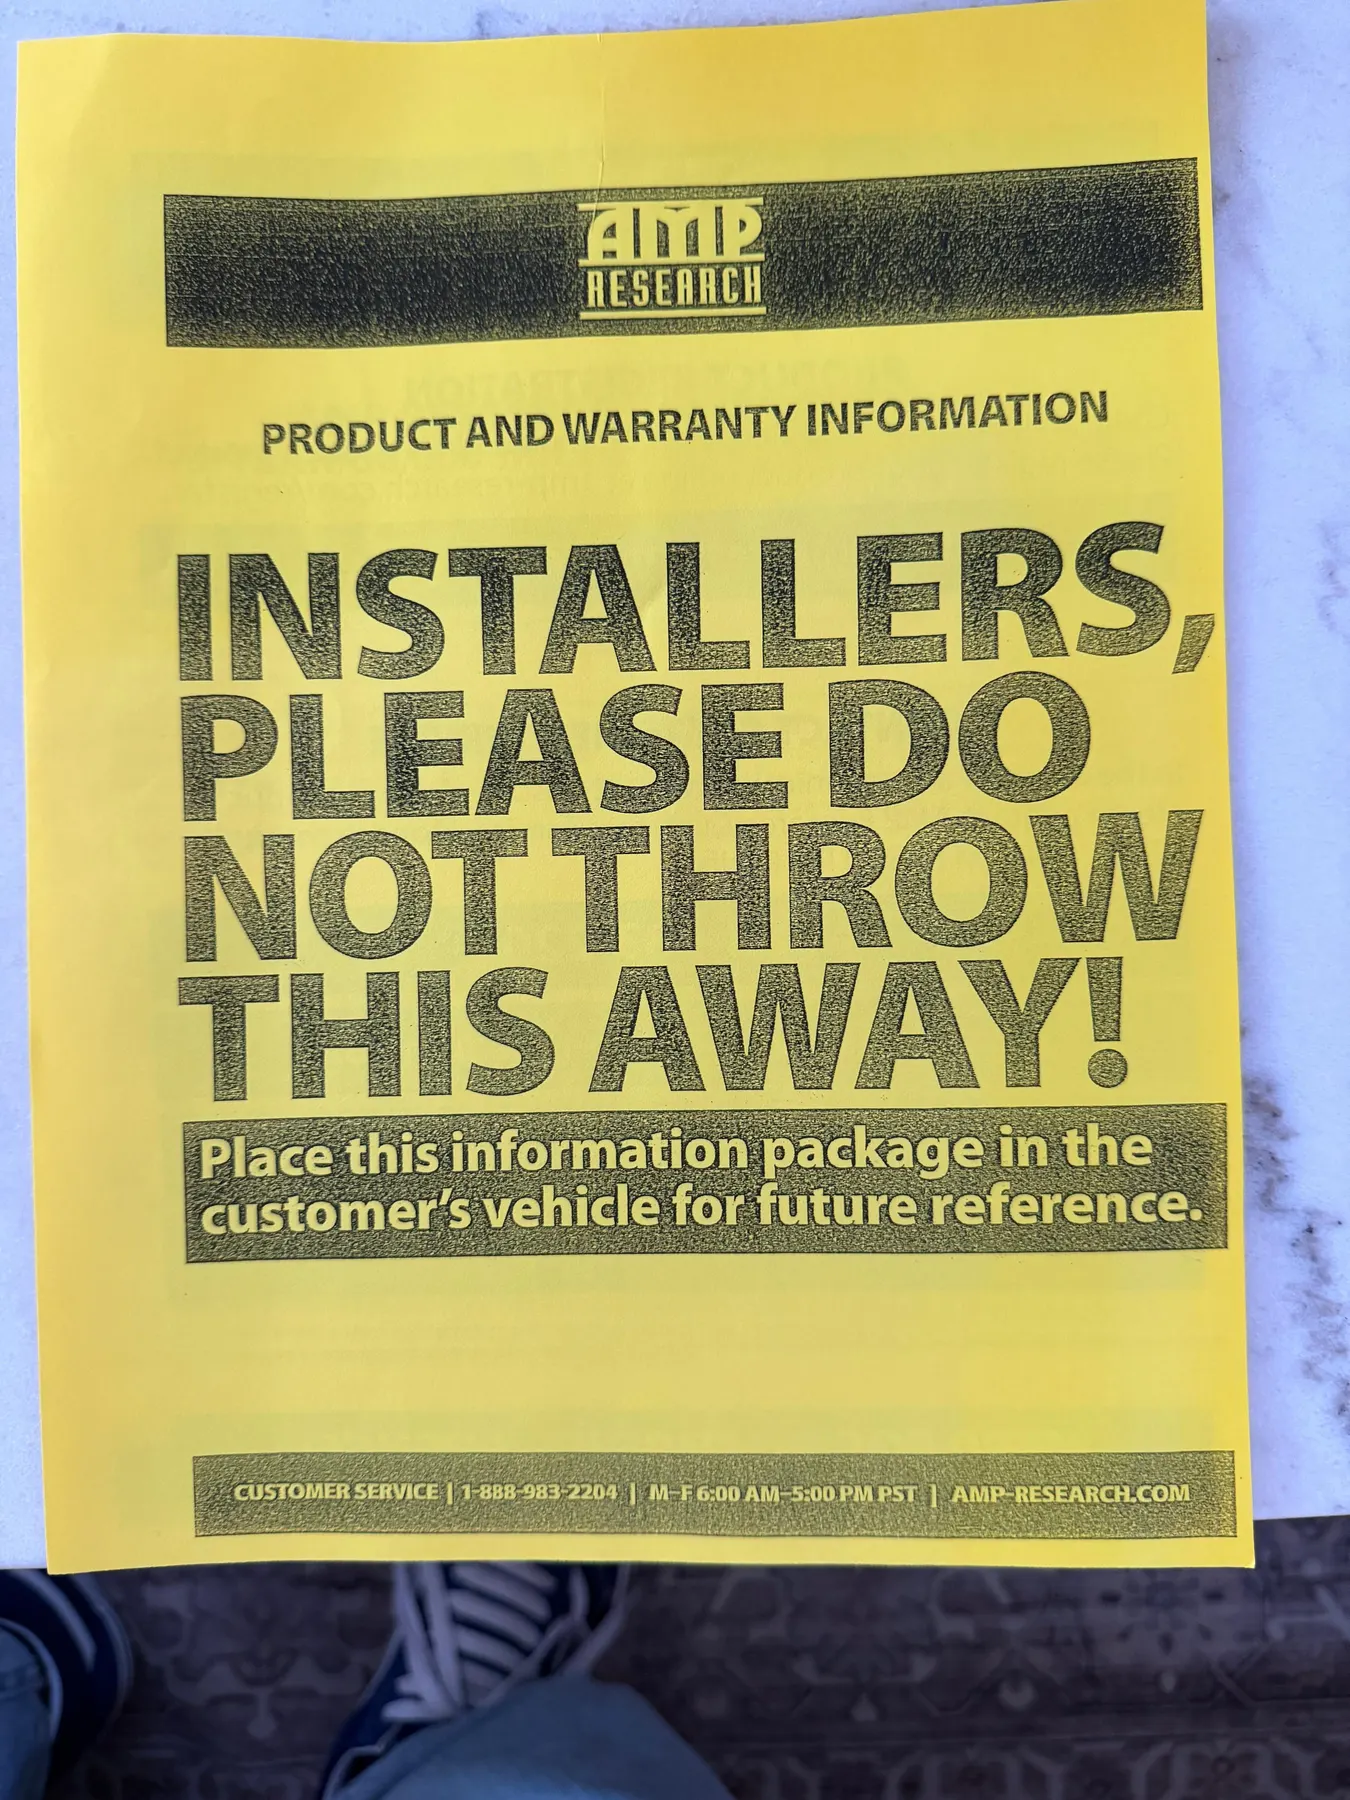 AMP
RESEARCH
PRODUCT AND WARRANTY INFORMATION
INSTALLERS,
PLEASE DO
NOT THROW
THIS AWAY!
Place this information package in the
customer's vehicle for future reference.
CUSTOMER SERVICE | 1-888-983-2204 | M–F 6:00 AM–5:00 PM PST | AMP-RESEARCH.COM